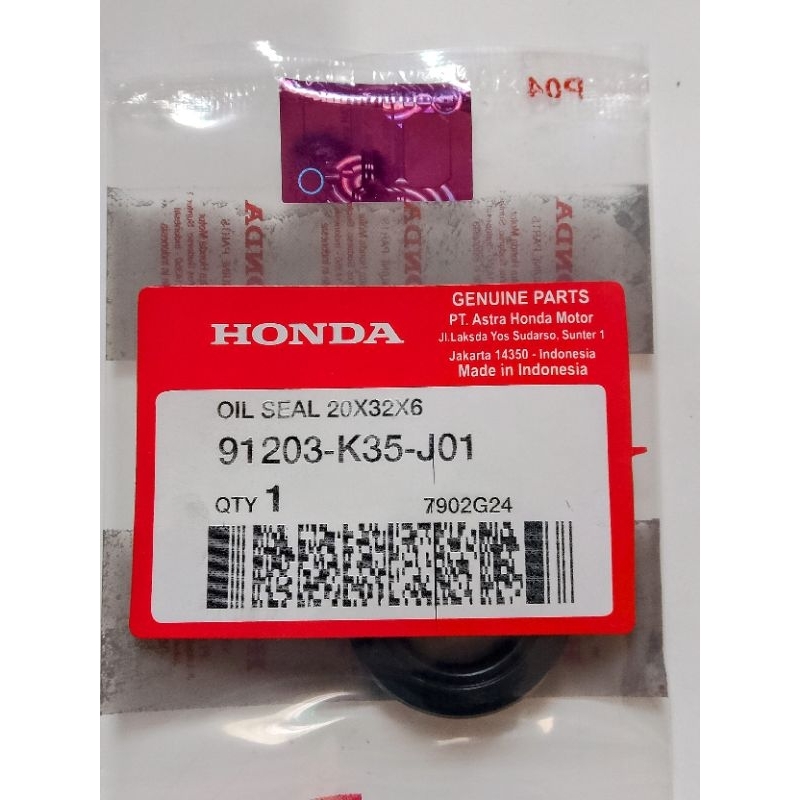 P04
HONDA
GENUINE PARTS
PT. Astra Honda Motor
Jl.Laksda Yos Sudarso, Sunter 1
Jakarta 14350 - Indonesia
Made in Indonesia
OIL SEAL 20X32X6
91203-K35-J01
QTY 1
7902G24